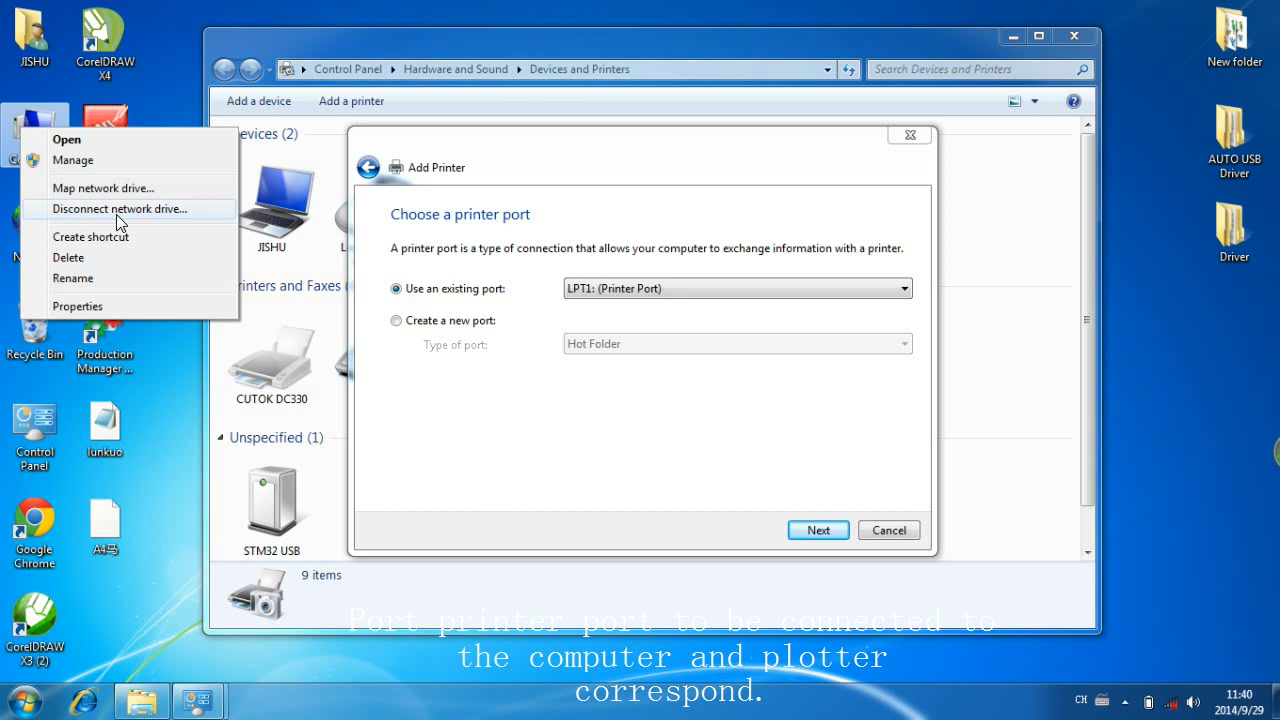 JISHU
CorelDRAW
X4
New folder
AUTO USB
Driver
Driver
Open
Manage
Map network drive...
Disconnect network drive...
Create shortcut
Delete
Rename
Properties
Recycle Bin
Production
Manager ...
Control
Panel
lunkuo
Google
Chrome
CorelDRAW
X3 (2)
Control Panel
Hardware and Sound
Devices and Printers
Search Devices and Printers
Add a device
Add a printer
evices (2)
JISHU
rinters and Faxes (
CUTOK DC330
Unspecified (1)
STM32 USB
9 items
Add Printer
Choose a printer port
A printer port is a type of connection that allows your computer to exchange information with a printer.
Use an existing port:
LPT1: (Printer Port)
Create a new port:
Type of port:
Hot Folder
Next
Cancel
Port printer port to be connected to
the computer and plotter
correspond.
CH
11:40
2014/9/29